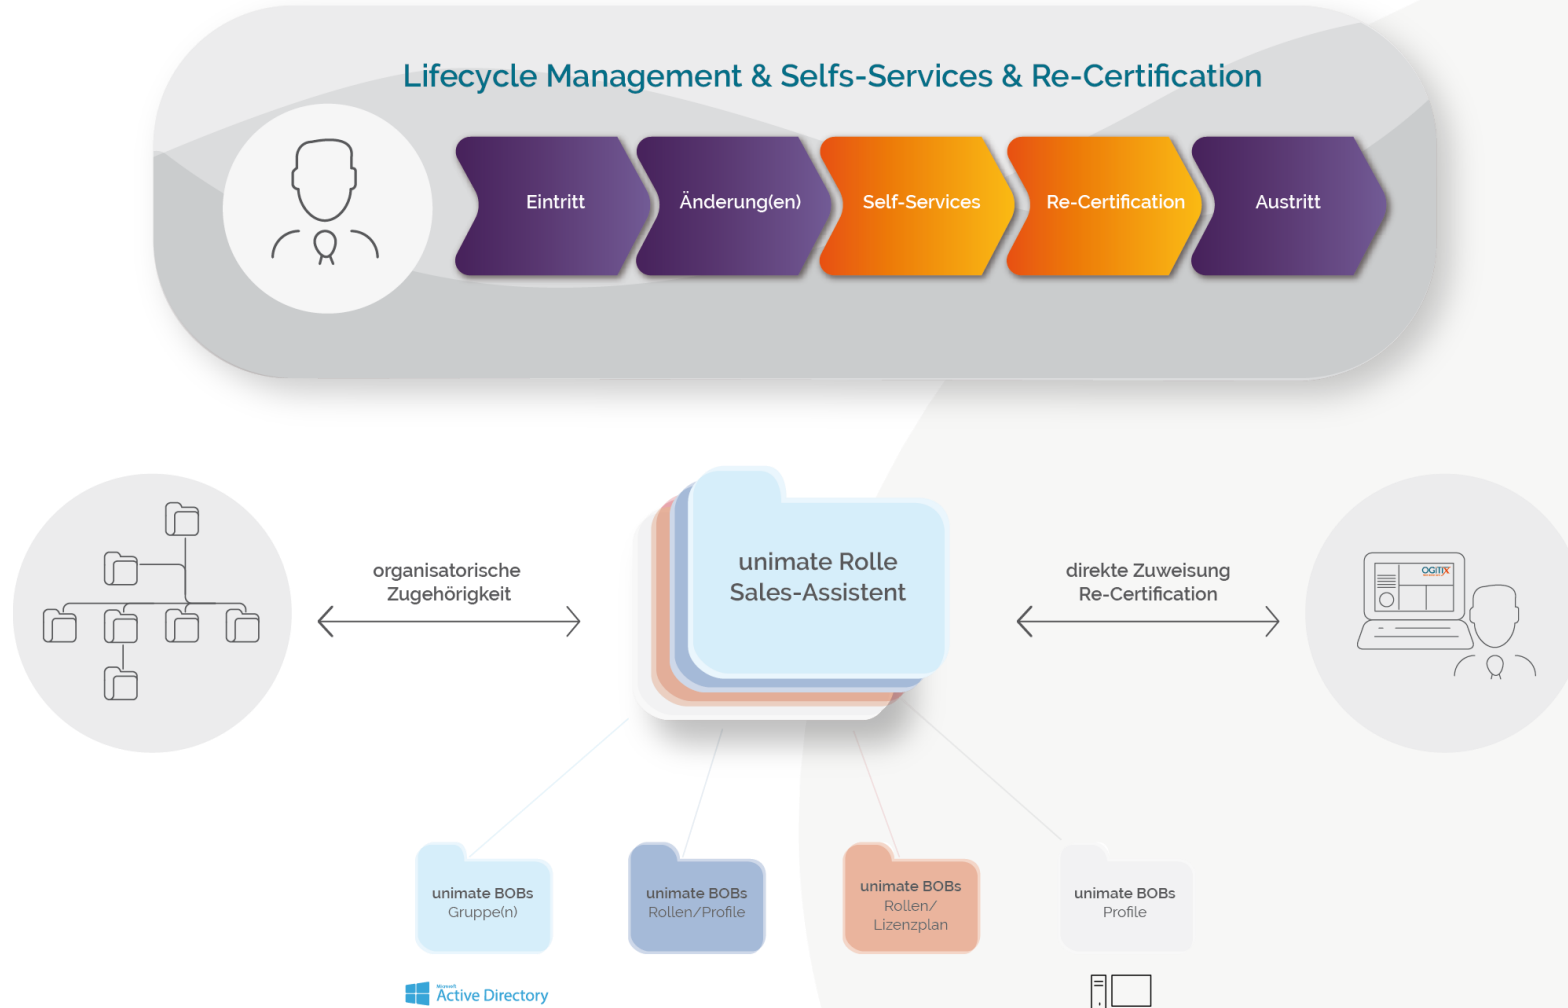 Lifecycle Management & Selfs-Services & Re-Certification
Eintritt
Änderung(en)
Self-Services
Re-Certification
Austritt
organisatorische
Zugehörigkeit
unimate Rolle
Sales-Assistent
direkte Zuweisung
Re-Certification
OGITIX
unimate BOBs
Gruppe(n)
unimate BOBs
Rollen/Profile
unimate BOBs
Rollen/
Lizenzplan
unimate BOBs
Profile
Microsoft
Active Directory